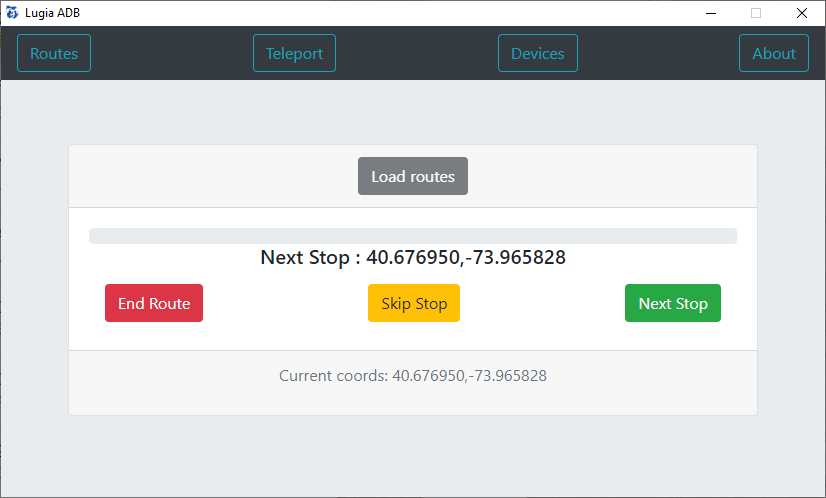 Lugia ADB
Routes
Teleport
Devices
About
Load routes
Next Stop : 40.676950,-73.965828
End Route
Skip Stop
Next Stop
Current coords: 40.676950,-73.965828